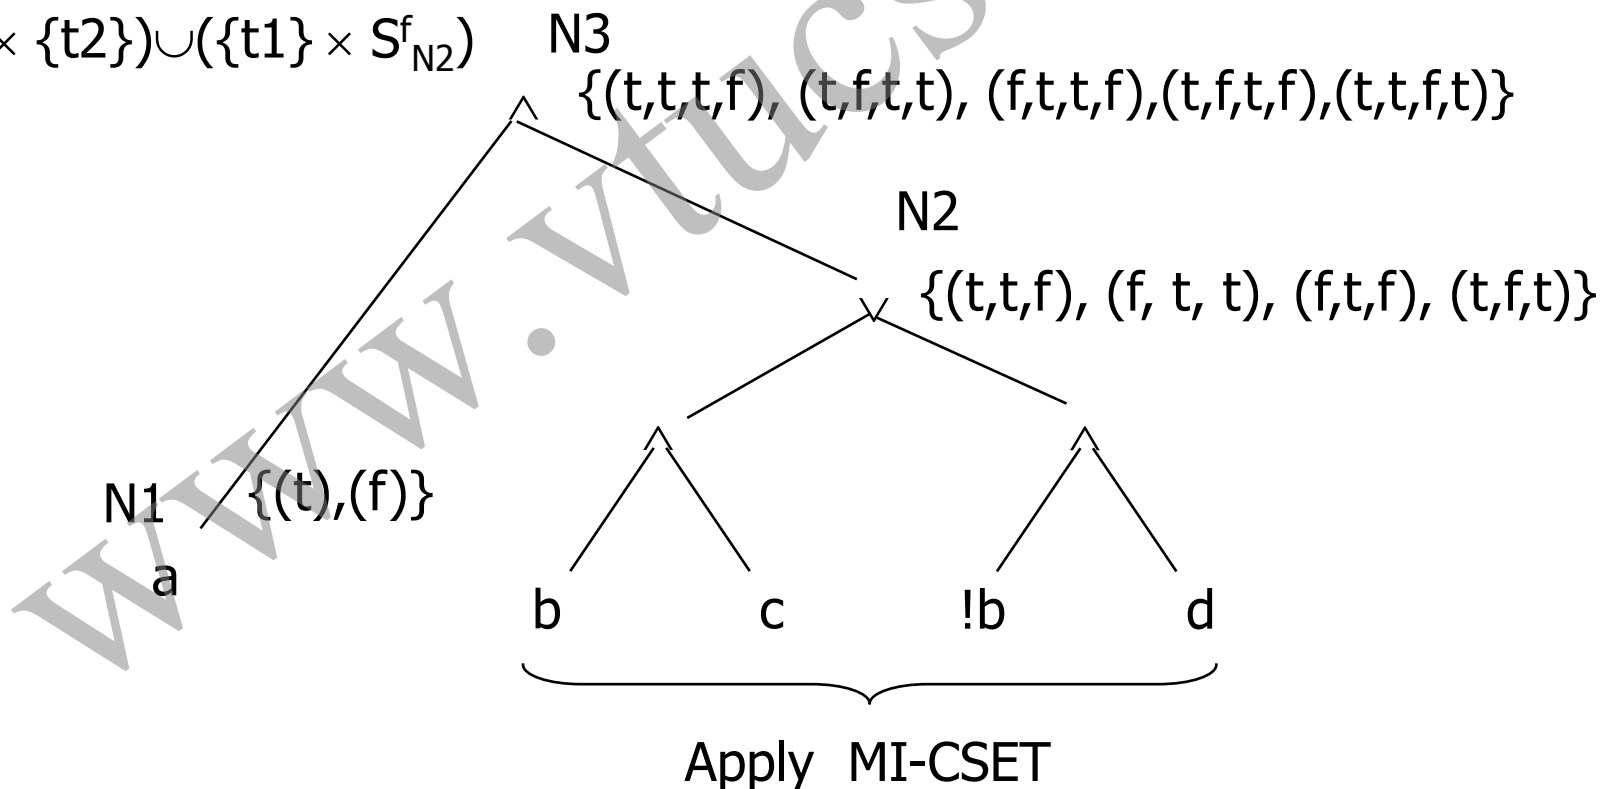 × {t2})∪({t1} × S^f_N2)
N3
{(t,t,t,f), (t,f,t,t), (f,t,t,f),(t,f,t,f),(t,t,f,t)}
∧
N2
{(t,t,f), (f, t, t), (f,t,f), (t,f,t)}
∨
∧ ∧
N1 {(t),(f)}
a
b c !b d
Apply MI-CSET
www.vtucs